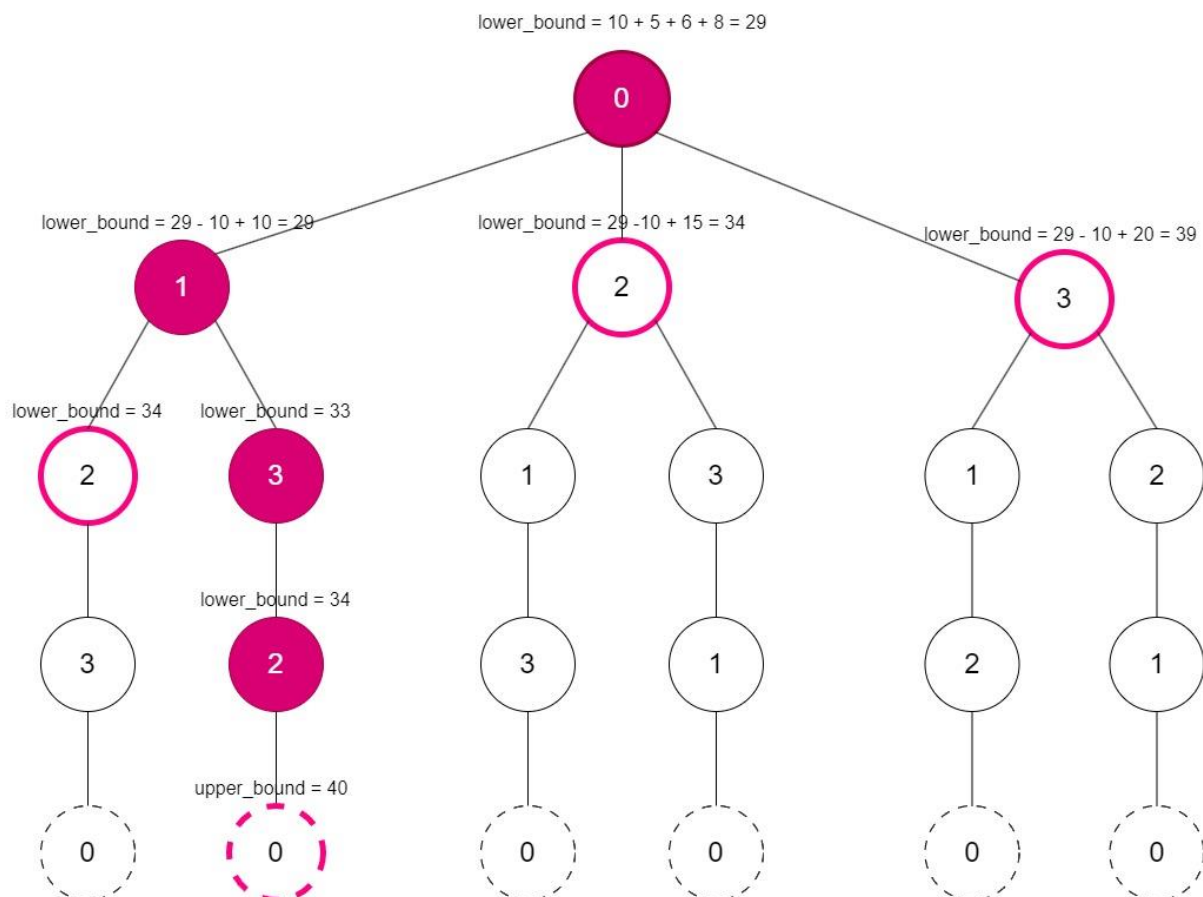 lower_bound = 10 + 5 + 6 + 8 = 29
0
lower_bound = 29 - 10 + 10 = 29
lower_bound = 29 -10 + 15 = 34
lower_bound = 29 - 10 + 20 = 39
1
2
3
lower_bound = 34
lower_bound = 33
2
3
1
3
1
2
lower_bound = 34
3
2
3
1
2
1
upper_bound = 40
0
0
0
0
0
0